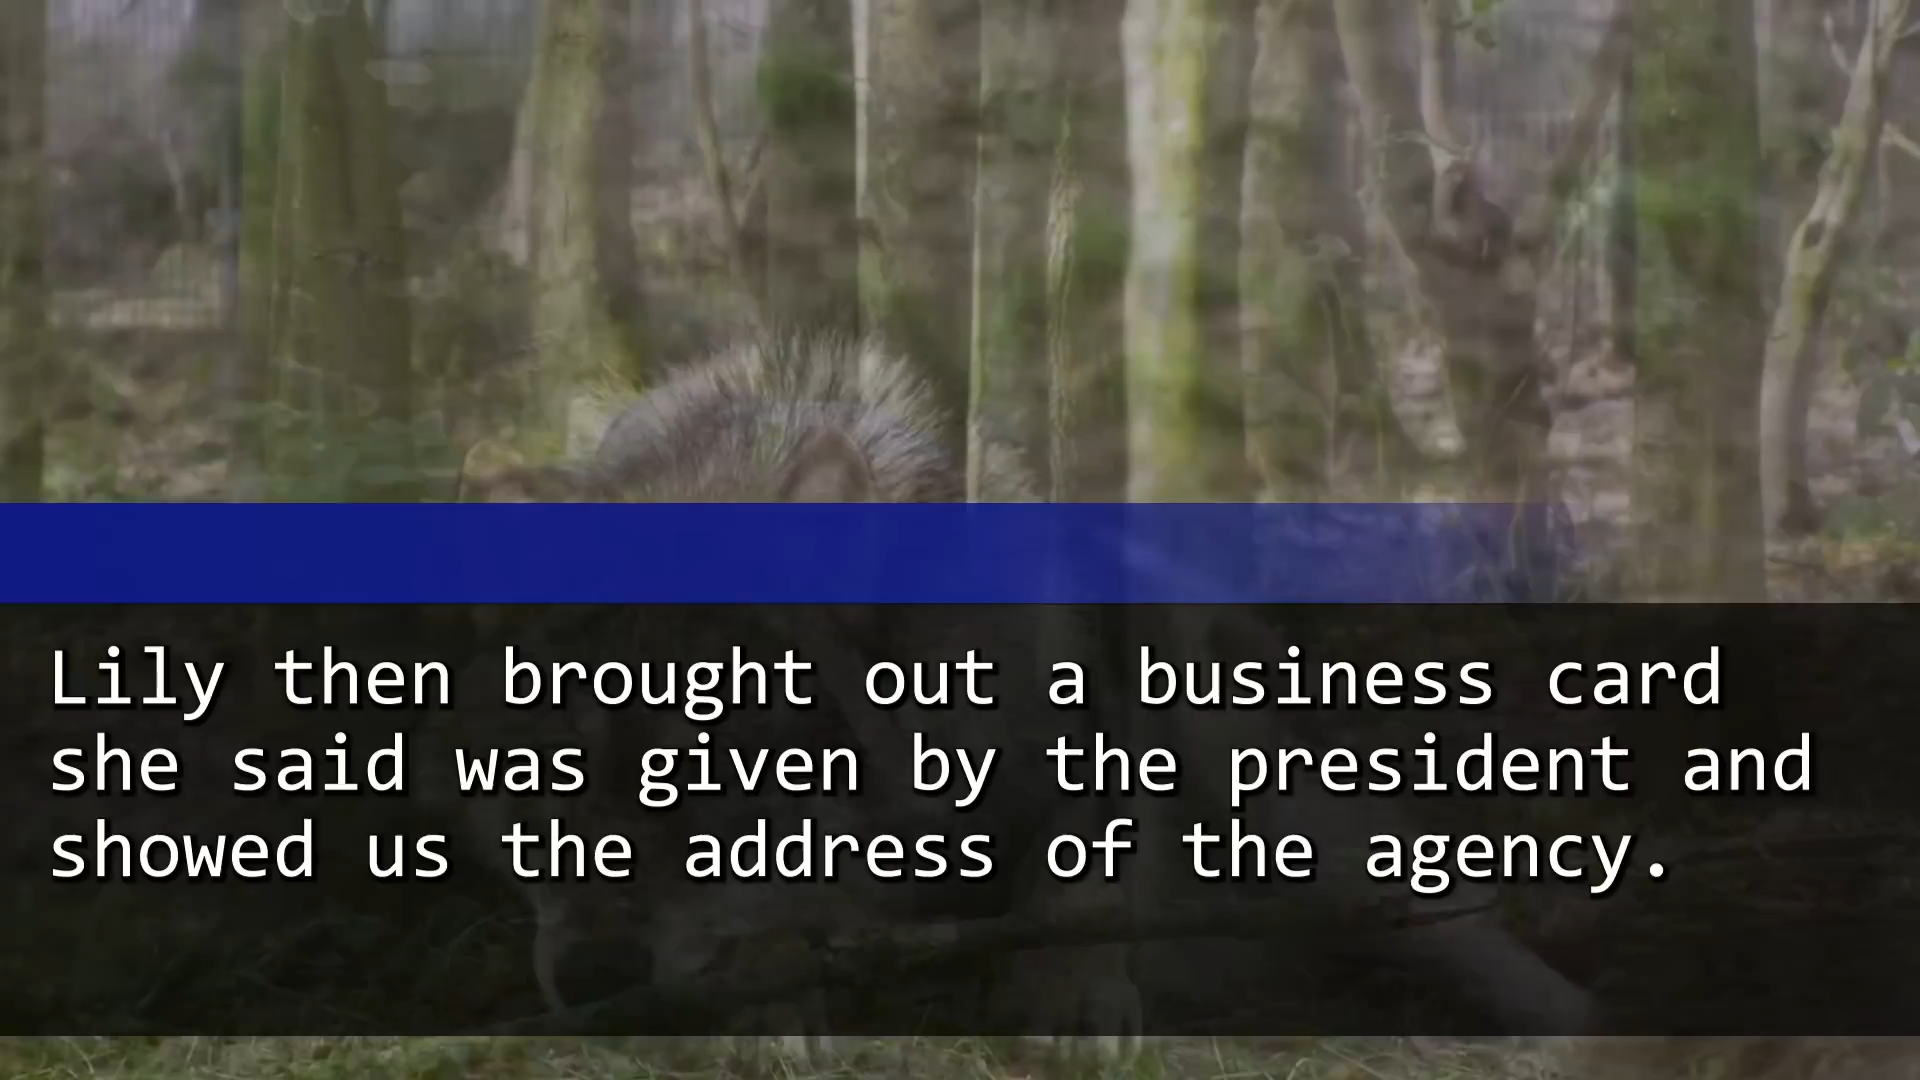 Lily then brought out a business card
she said was given by the president and
showed us the address of the agency.